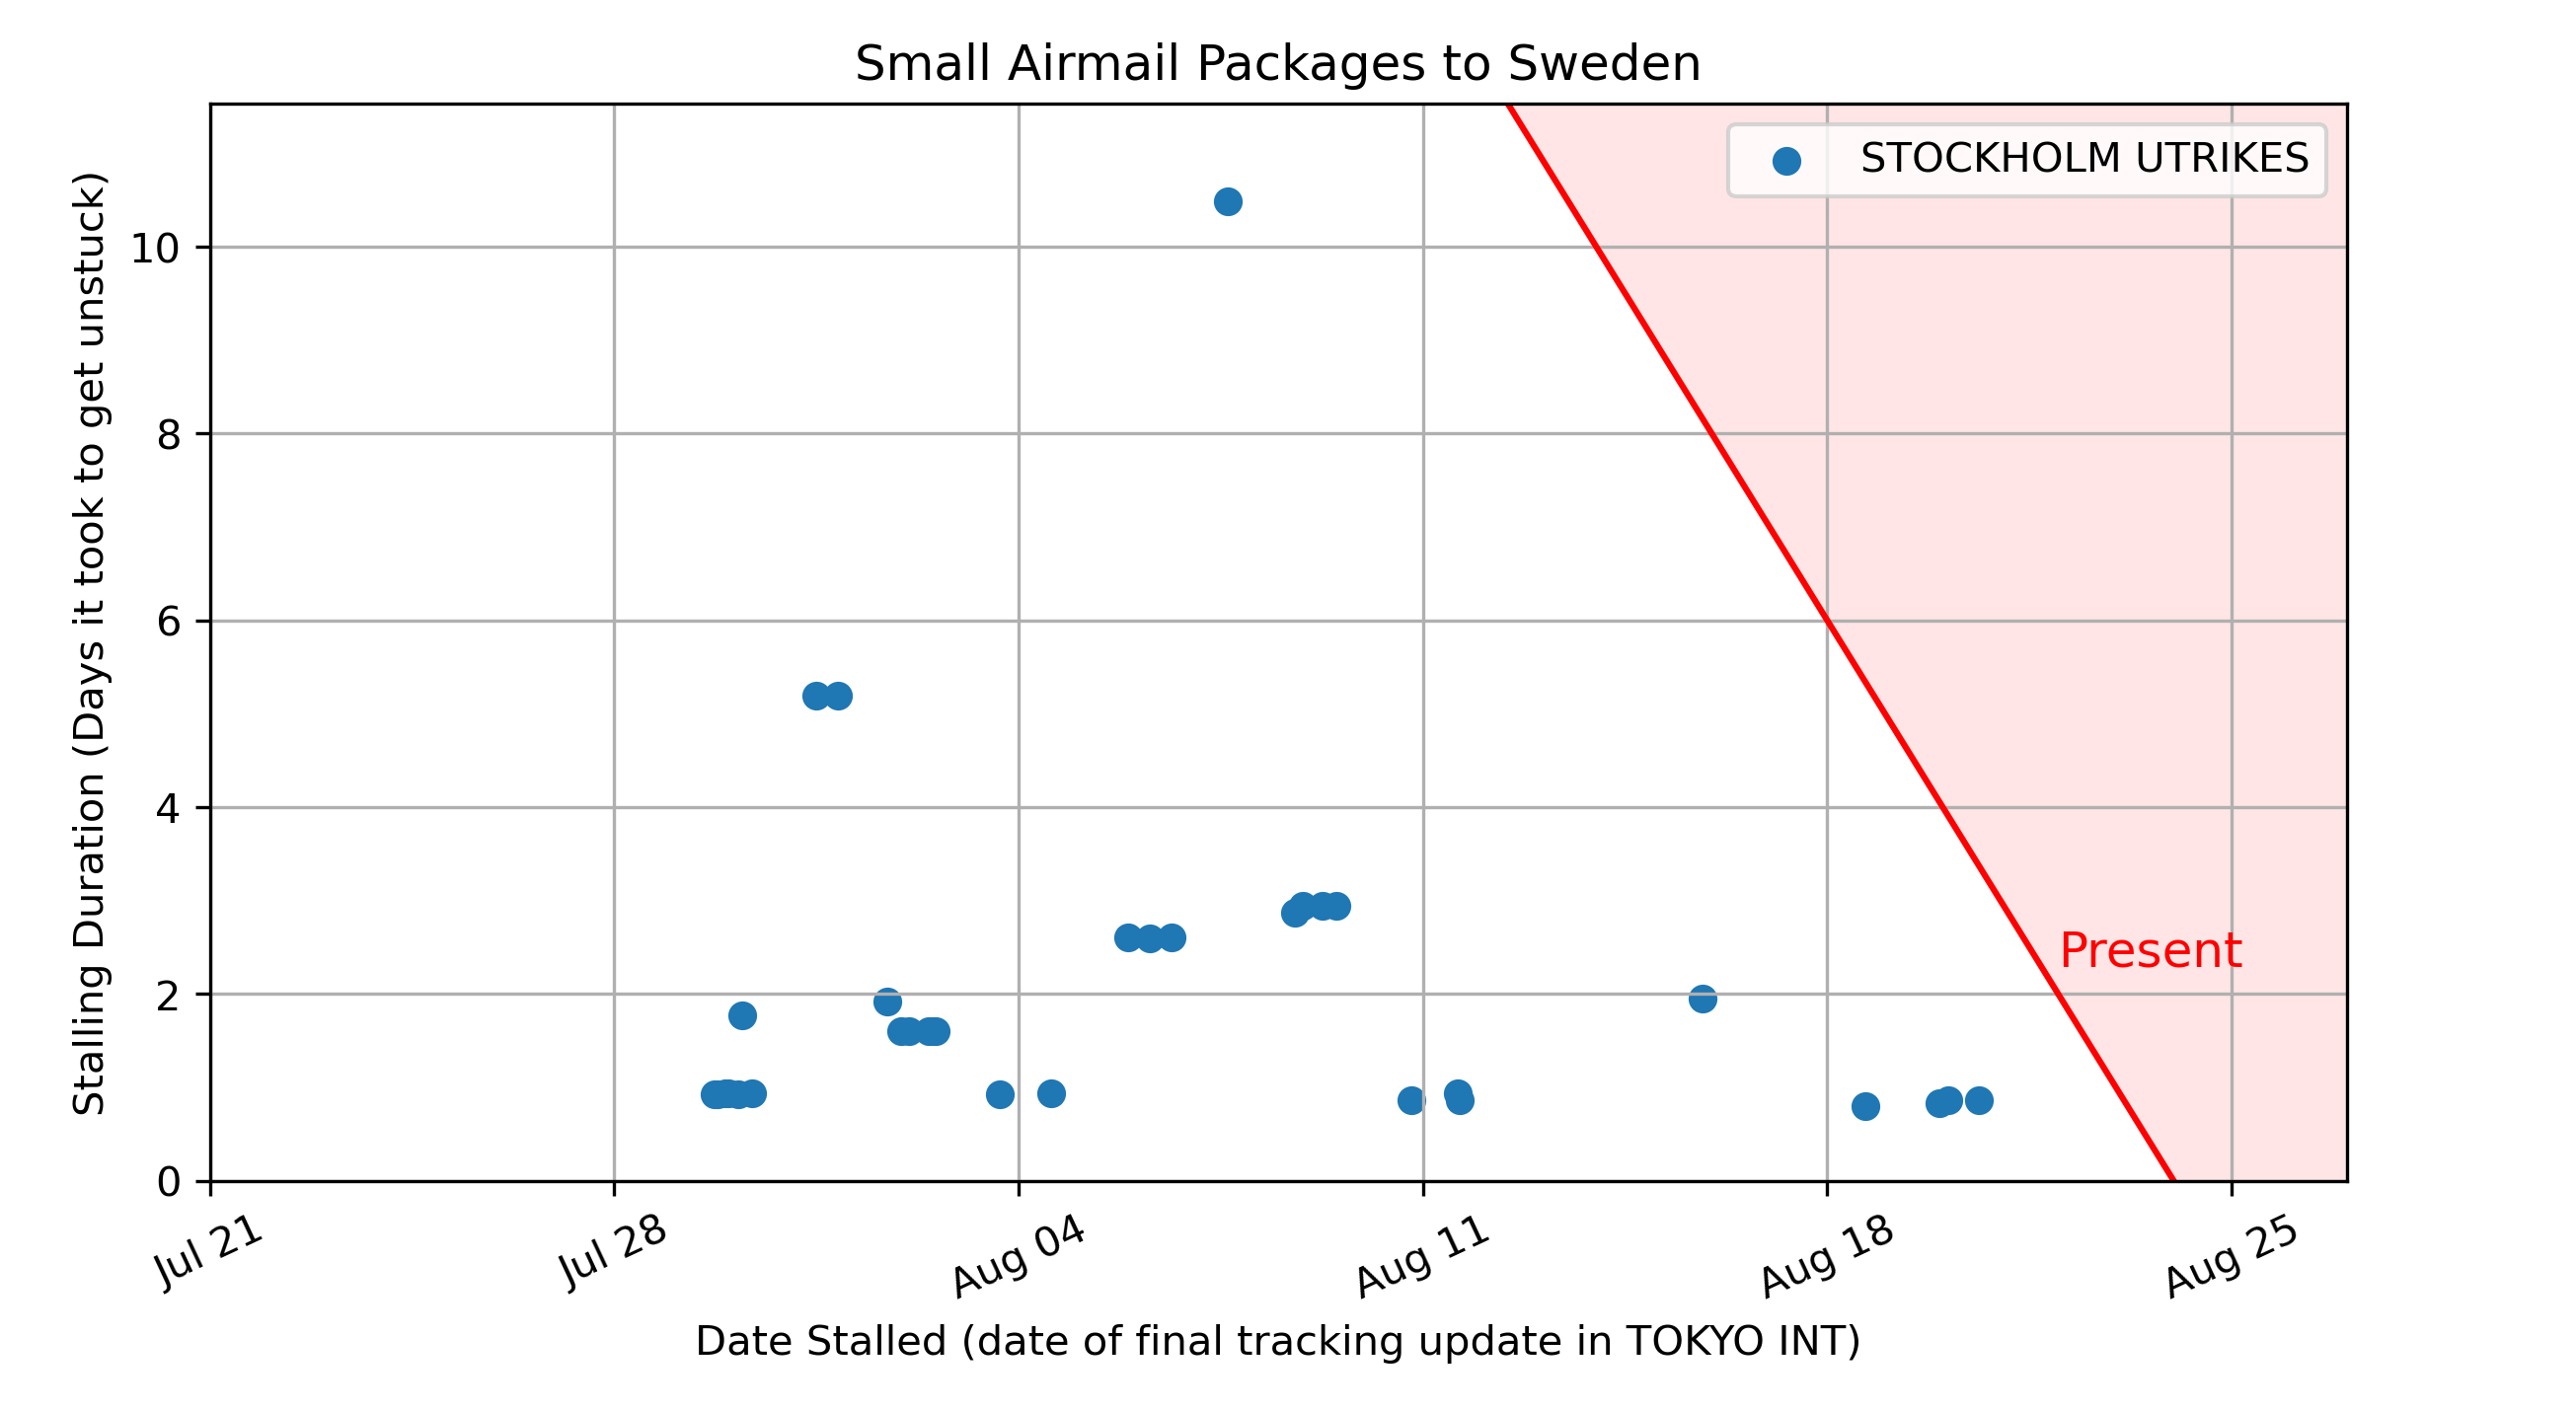 Small Airmail Packages to Sweden
STOCKHOLM UTRIKES
Stalling Duration (Days it took to get unstuck)
10
8
6
4
2
0
Present
Jul 21
Jul 28
Aug 04
Aug 11
Aug 18
Aug 25
Date Stalled (date of final tracking update in TOKYO INT)